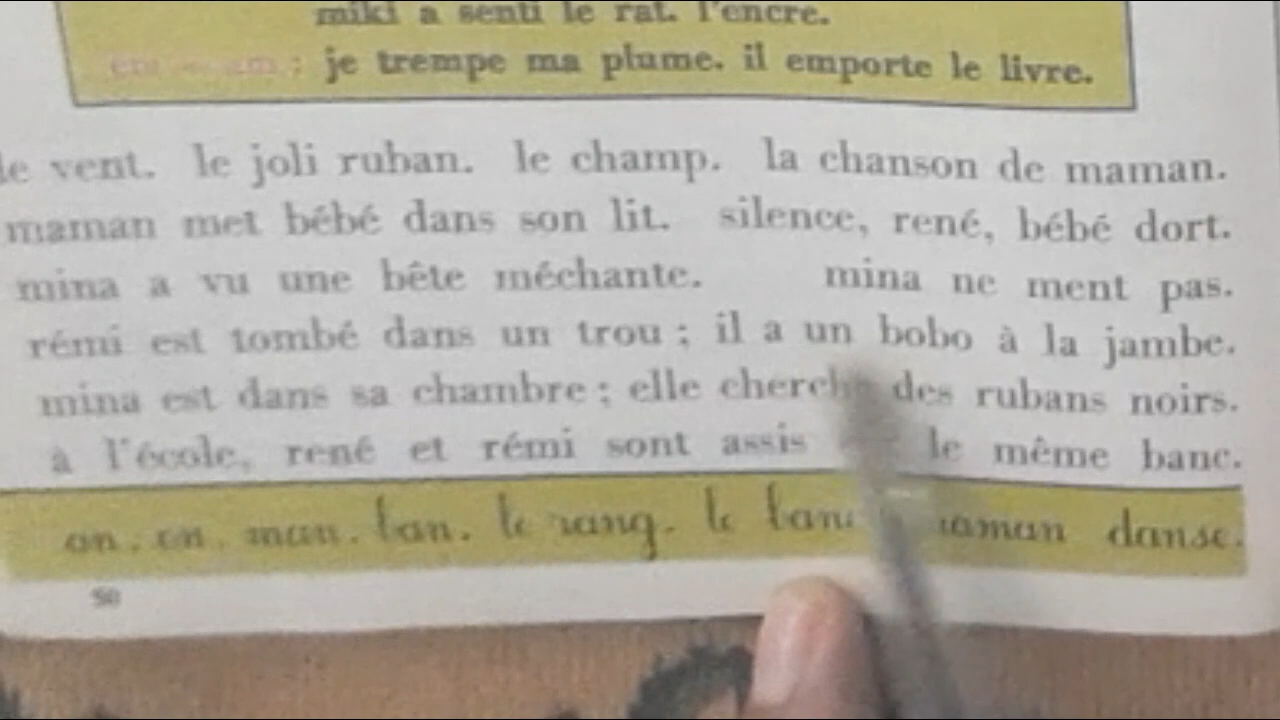 miki a senti le rat. l'encre.
em : je trempe ma plume. il emporte le livre.
le vent. le joli ruban. le champ. la chanson de maman.
maman met bébé dans son lit. silence, rené, bébé dort.
mina a vu une bête méchante. mina ne ment pas.
rémi est tombé dans un trou ; il a un bobo à la jambe.
mina est dans sa chambre ; elle cherche des rubans noirs.
à l'école, rené et rémi sont assis le même banc.
an. en. man. ban. le rang. le maman danse.
50